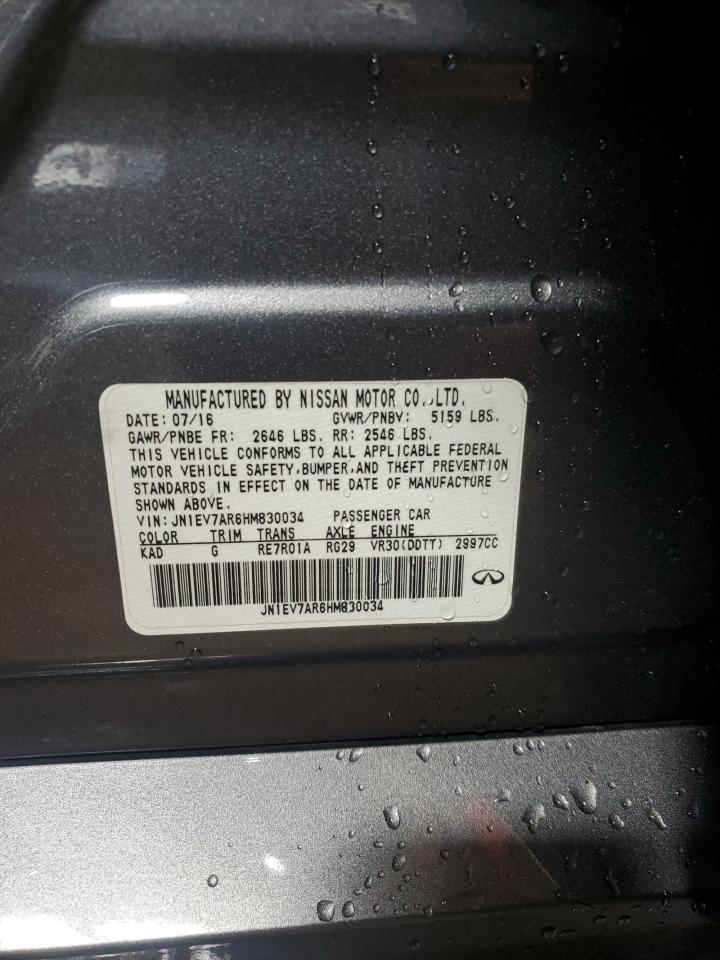 MANUFACTURED BY NISSAN MOTOR CO.,LTD.
DATE: 07/16 GVWR/PNBV: 5159 LBS.
GAWR/PNBE FR: 2646 LBS. RR: 2546 LBS.
THIS VEHICLE CONFORMS TO ALL APPLICABLE FEDERAL
MOTOR VEHICLE SAFETY,BUMPER,AND THEFT PREVENTION
STANDARDS IN EFFECT ON THE DATE OF MANUFACTURE
SHOWN ABOVE.
VIN:JN1EV7AR6HM830034 PASSENGER CAR
COLOR TRIM TRANS AXLE ENGINE
KAD G RE7R01A RG29 VR30(DDTT) 2997CC
JN1EV7AR6HM830034